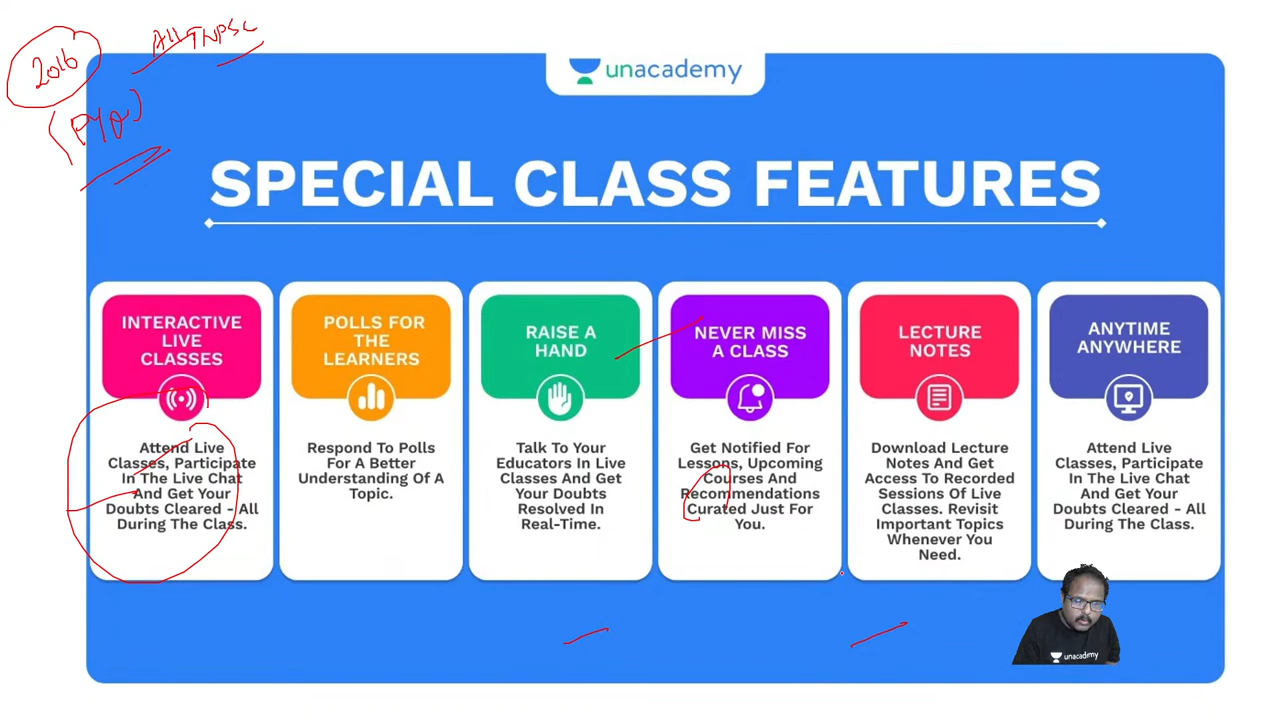 2016
All TNPSC
(PYQ)
unacademy
SPECIAL CLASS FEATURES
INTERACTIVE
LIVE
CLASSES
Attend Live
Classes, Participate
In The Live Chat
And Get Your
Doubts Cleared - All
During The Class.
POLLS FOR
THE
LEARNERS
Respond To Polls
For A Better
Understanding Of A
Topic.
RAISE A
HAND
Talk To Your
Educators In Live
Classes And Get
Your Doubts
Resolved In
Real-Time.
NEVER MISS
A CLASS
Get Notified For
Lessons, Upcoming
Courses And
Recommendations
Curated Just For
You.
LECTURE
NOTES
Download Lecture
Notes And Get
Access To Recorded
Sessions Of Live
Classes. Revisit
Important Topics
Whenever You
Need.
ANYTIME
ANYWHERE
Attend Live
Classes, Participate
In The Live Chat
And Get Your
Doubts Cleared - All
During The Class.
unacademy